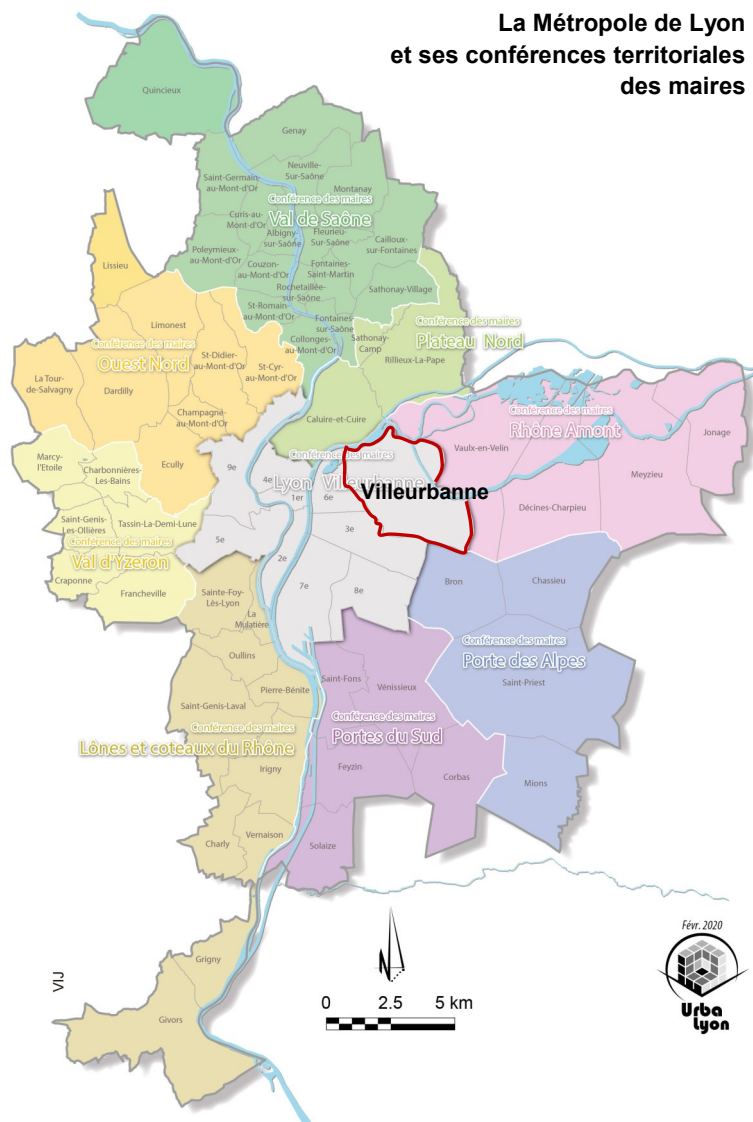 La Métropole de Lyon
et ses conférences territoriales
des maires
Quincieux
Genay
Neuville-
sur-Saône
Saint-Germain-
au-Mont-d'Or
Montanay
Conférence des maires
Val de Saône
Curis-au-
Mont-d'Or
Albigny-
sur-Saône
Fleurieu-
sur-Saône
Cailloux-
sur-Fontaines
Poleymieux-
au-Mont-d'Or
Couzon-
au-Mont-d'Or
Fontaines-
Saint-Martin
Rochetaillée-
sur-Saône
Sathonay-Village
St-Romain-
au-Mont-d'Or
Fontaines-
sur-Saône
Collonges-
au-Mont-d'Or
Lissieu
Limonest
Conférence des maires
Ouest Nord
St-Didier-
au-Mont-d'Or
St-Cyr-
au-Mont-d'Or
La Tour-
de-Salvagny
Dardilly
Champagne-
au-Mont-d'Or
Ecully
Conférence des maires
Plateau Nord
Sathonay-
Camp
Rillieux-La-Pape
Caluire-et-Cuire
Conférence des maires
Rhône Amont
Vaulx-en-Velin
Jonage
Meyzieu
Décines-Charpieu
Conférence des maires
Lyon Villeurbanne
Villeurbanne
9e
4e
1er
6e
3e
5e
2e
7e
8e
Marcy-
l'Etoile
Charbonnières-
Les-Bains
Saint-Genis-
Les-Ollières
Tassin-La-Demi-Lune
Conférence des maires
Val d'Yzeron
Craponne
Francheville
Sainte-Foy-
Lès-Lyon
La
Mulatière
Oullins
Pierre-Bénite
Saint-Genis-Laval
Conférence des maires
Lônes et coteaux du Rhône
Irigny
Vernaison
Charly
Grigny
Givors
Bron
Chassieu
Conférence des maires
Porte des Alpes
Saint-Priest
Mions
Saint-Fons
Vénissieux
Conférence des maires
Portes du Sud
Feyzin
Corbas
Solaize
VIJ
N
0 2.5 5 km
Févr. 2020
Urba
Lyon